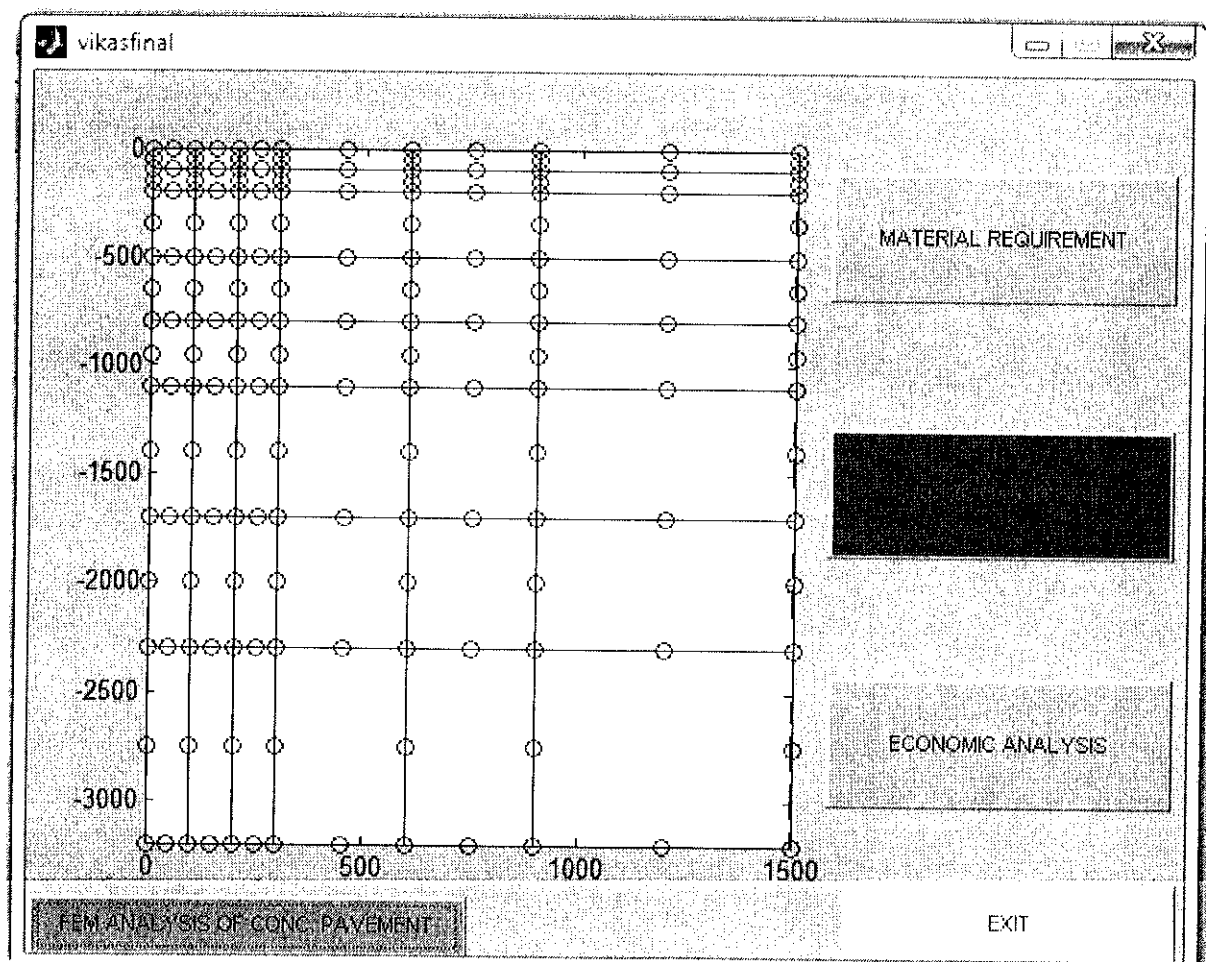 vikasfinal
0
-500
-1000
-1500
-2000
-2500
-3000
0 500 1000 1500
MATERIAL REQUIREMENT
ECONOMIC ANALYSIS
FEM ANALYSIS OF CONC. PAVEMENT
EXIT